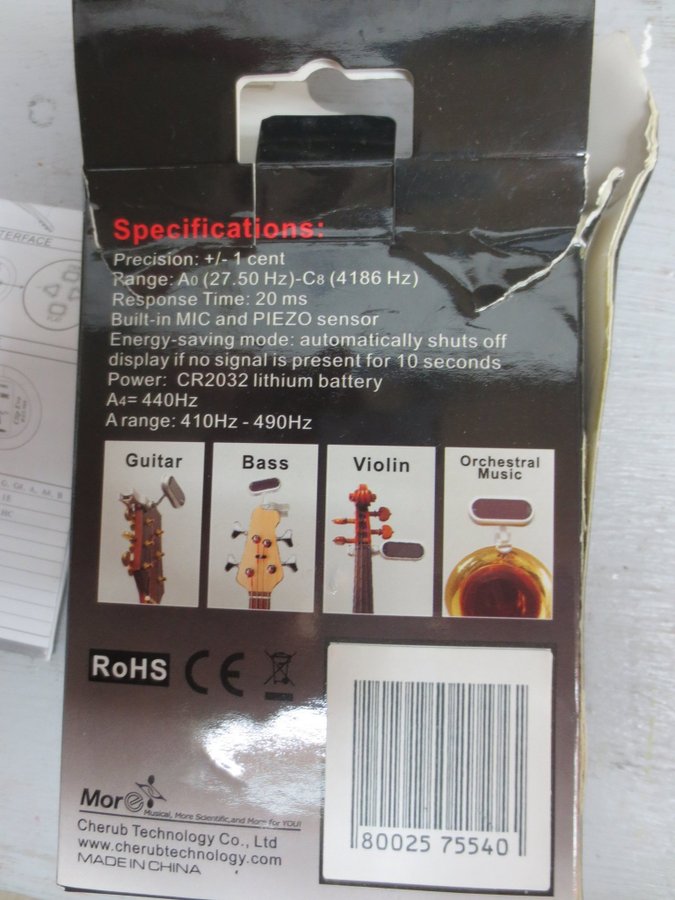 TERFACE
Specifications:
Precision: +/- 1 cent
Range: A0 (27.50 Hz)-C8 (4186 Hz)
Response Time: 20 ms
Built-in MIC and PIEZO sensor
Energy-saving mode: automatically shuts off
display if no signal is present for 10 seconds
Power: CR2032 lithium battery
A4= 440Hz
A range: 410Hz - 490Hz
Guitar
Bass
Violin
Orchestral
Music
RoHS CE
More
Musical, More Scientific,and More for YOU!
Cherub Technology Co., Ltd
www.cherubtechnology.com
MADE IN CHINA
80025 75540